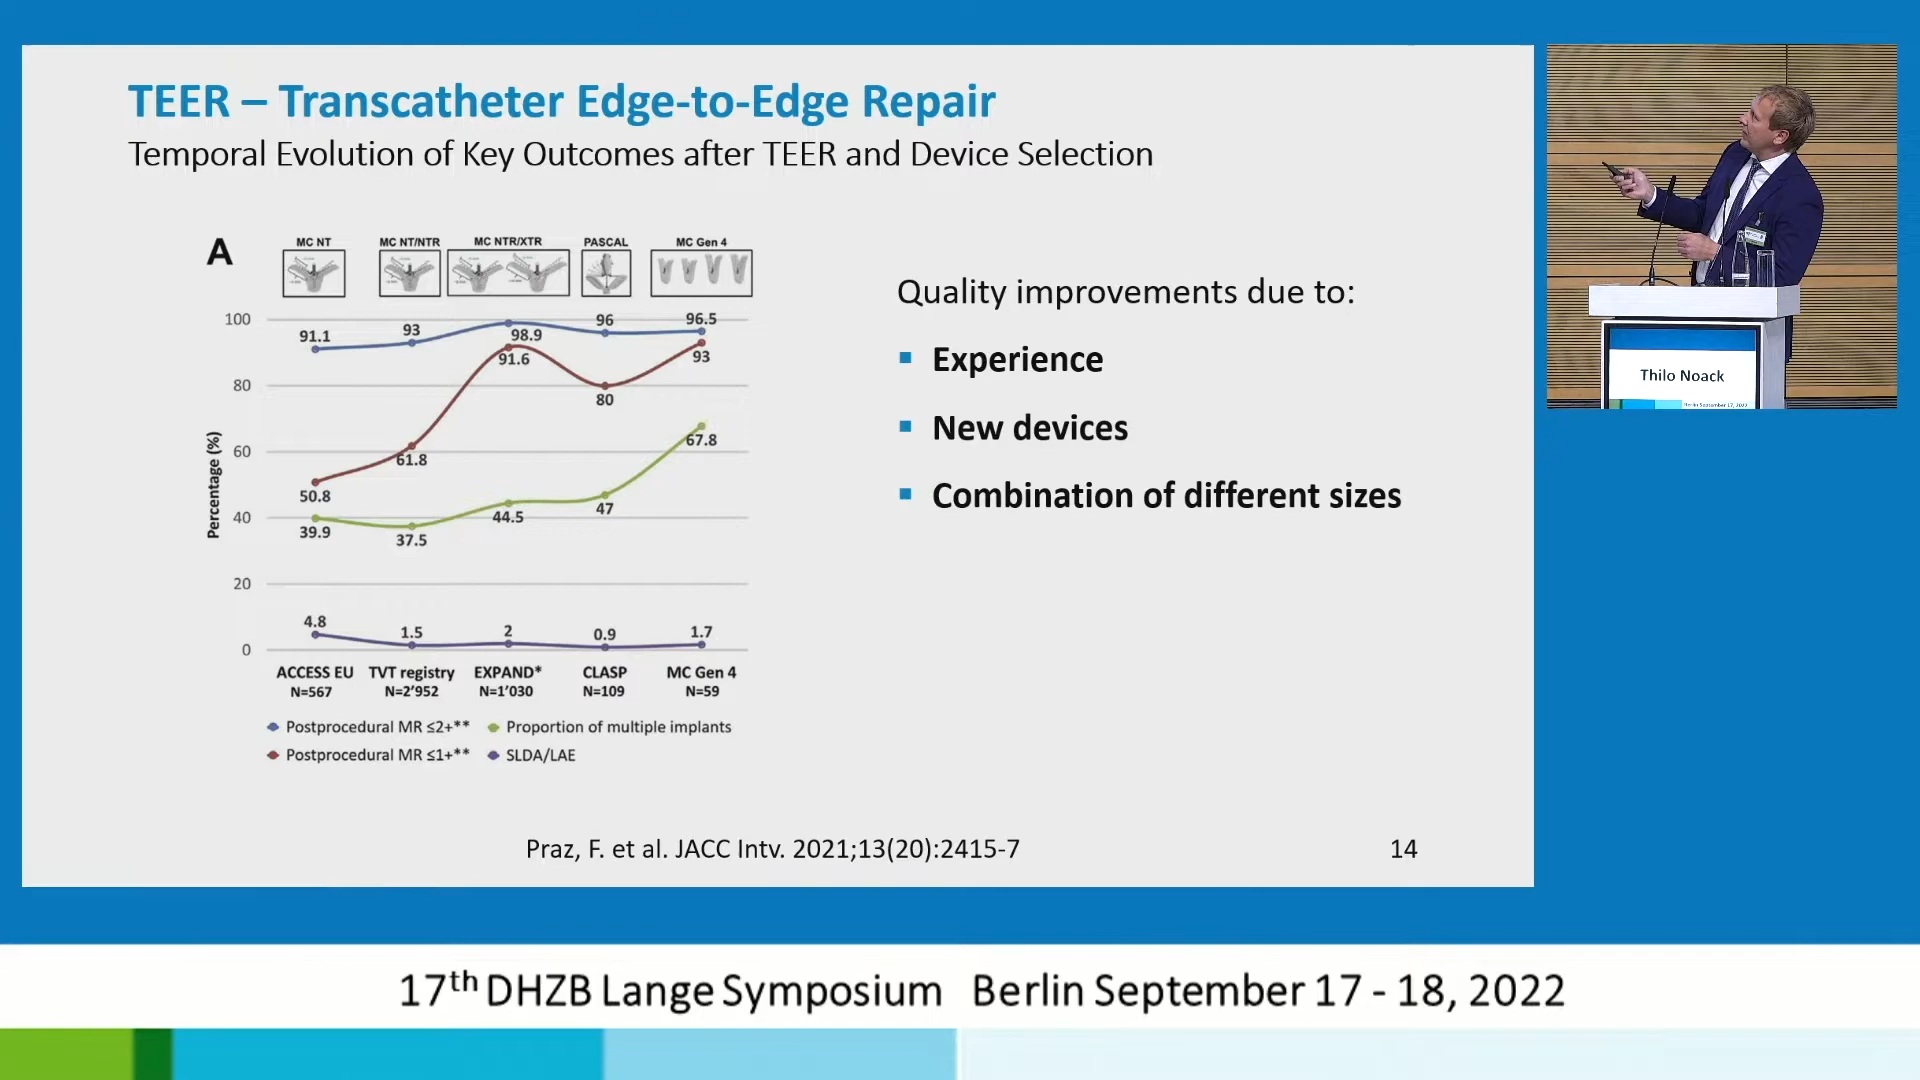 TEER – Transcatheter Edge-to-Edge Repair
Temporal Evolution of Key Outcomes after TEER and Device Selection
A
MC NT MC NT/NTR MC NTR/XTR PASCAL MC Gen 4
Percentage (%)
100
80
60
40
20
0
91.1 93 98.9 96 96.5
50.8 61.8 91.6 80 93
39.9 37.5 44.5 47 67.8
4.8 1.5 2 0.9 1.7
ACCESS EU TVT registry EXPAND* CLASP MC Gen 4
N=567 N=2’952 N=1’030 N=109 N=59
Postprocedural MR ≤2+** Proportion of multiple implants
Postprocedural MR ≤1+** SLDA/LAE
Quality improvements due to:
Experience
New devices
Combination of different sizes
Praz, F. et al. JACC Intv. 2021;13(20):2415-7
14
Thilo Noack
Berlin September 17, 2022
17th DHZB Lange Symposium Berlin September 17 - 18, 2022